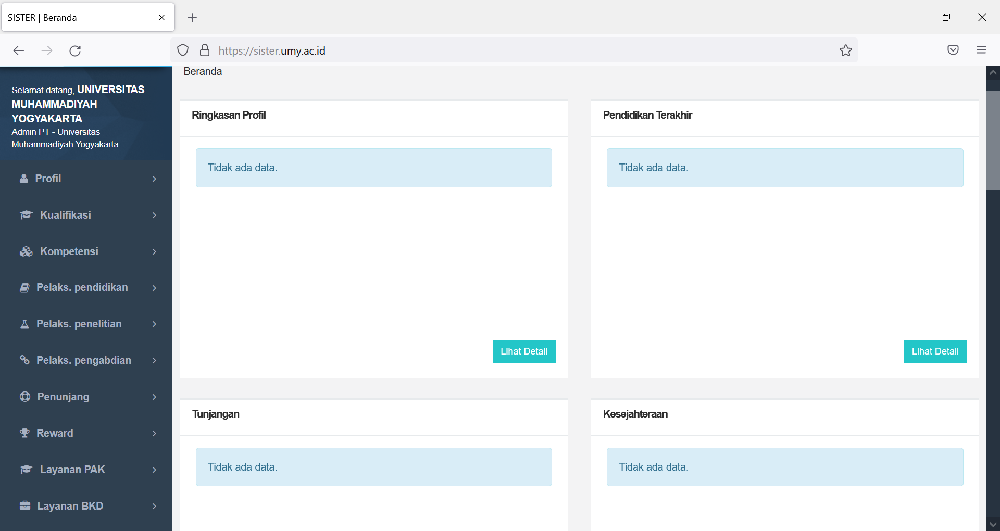 SISTER | Beranda
https://sister.umy.ac.id
Selamat datang, UNIVERSITAS
MUHAMMADIYAH
YOGYAKARTA
Admin PT - Universitas
Muhammadiyah Yogyakarta
Profil
Kualifikasi
Kompetensi
Pelaks. pendidikan
Pelaks. penelitian
Pelaks. pengabdian
Penunjang
Reward
Layanan PAK
Layanan BKD
Beranda
Ringkasan Profil
Tidak ada data.
Lihat Detail
Pendidikan Terakhir
Tidak ada data.
Lihat Detail
Tunjangan
Tidak ada data.
Kesejahteraan
Tidak ada data.